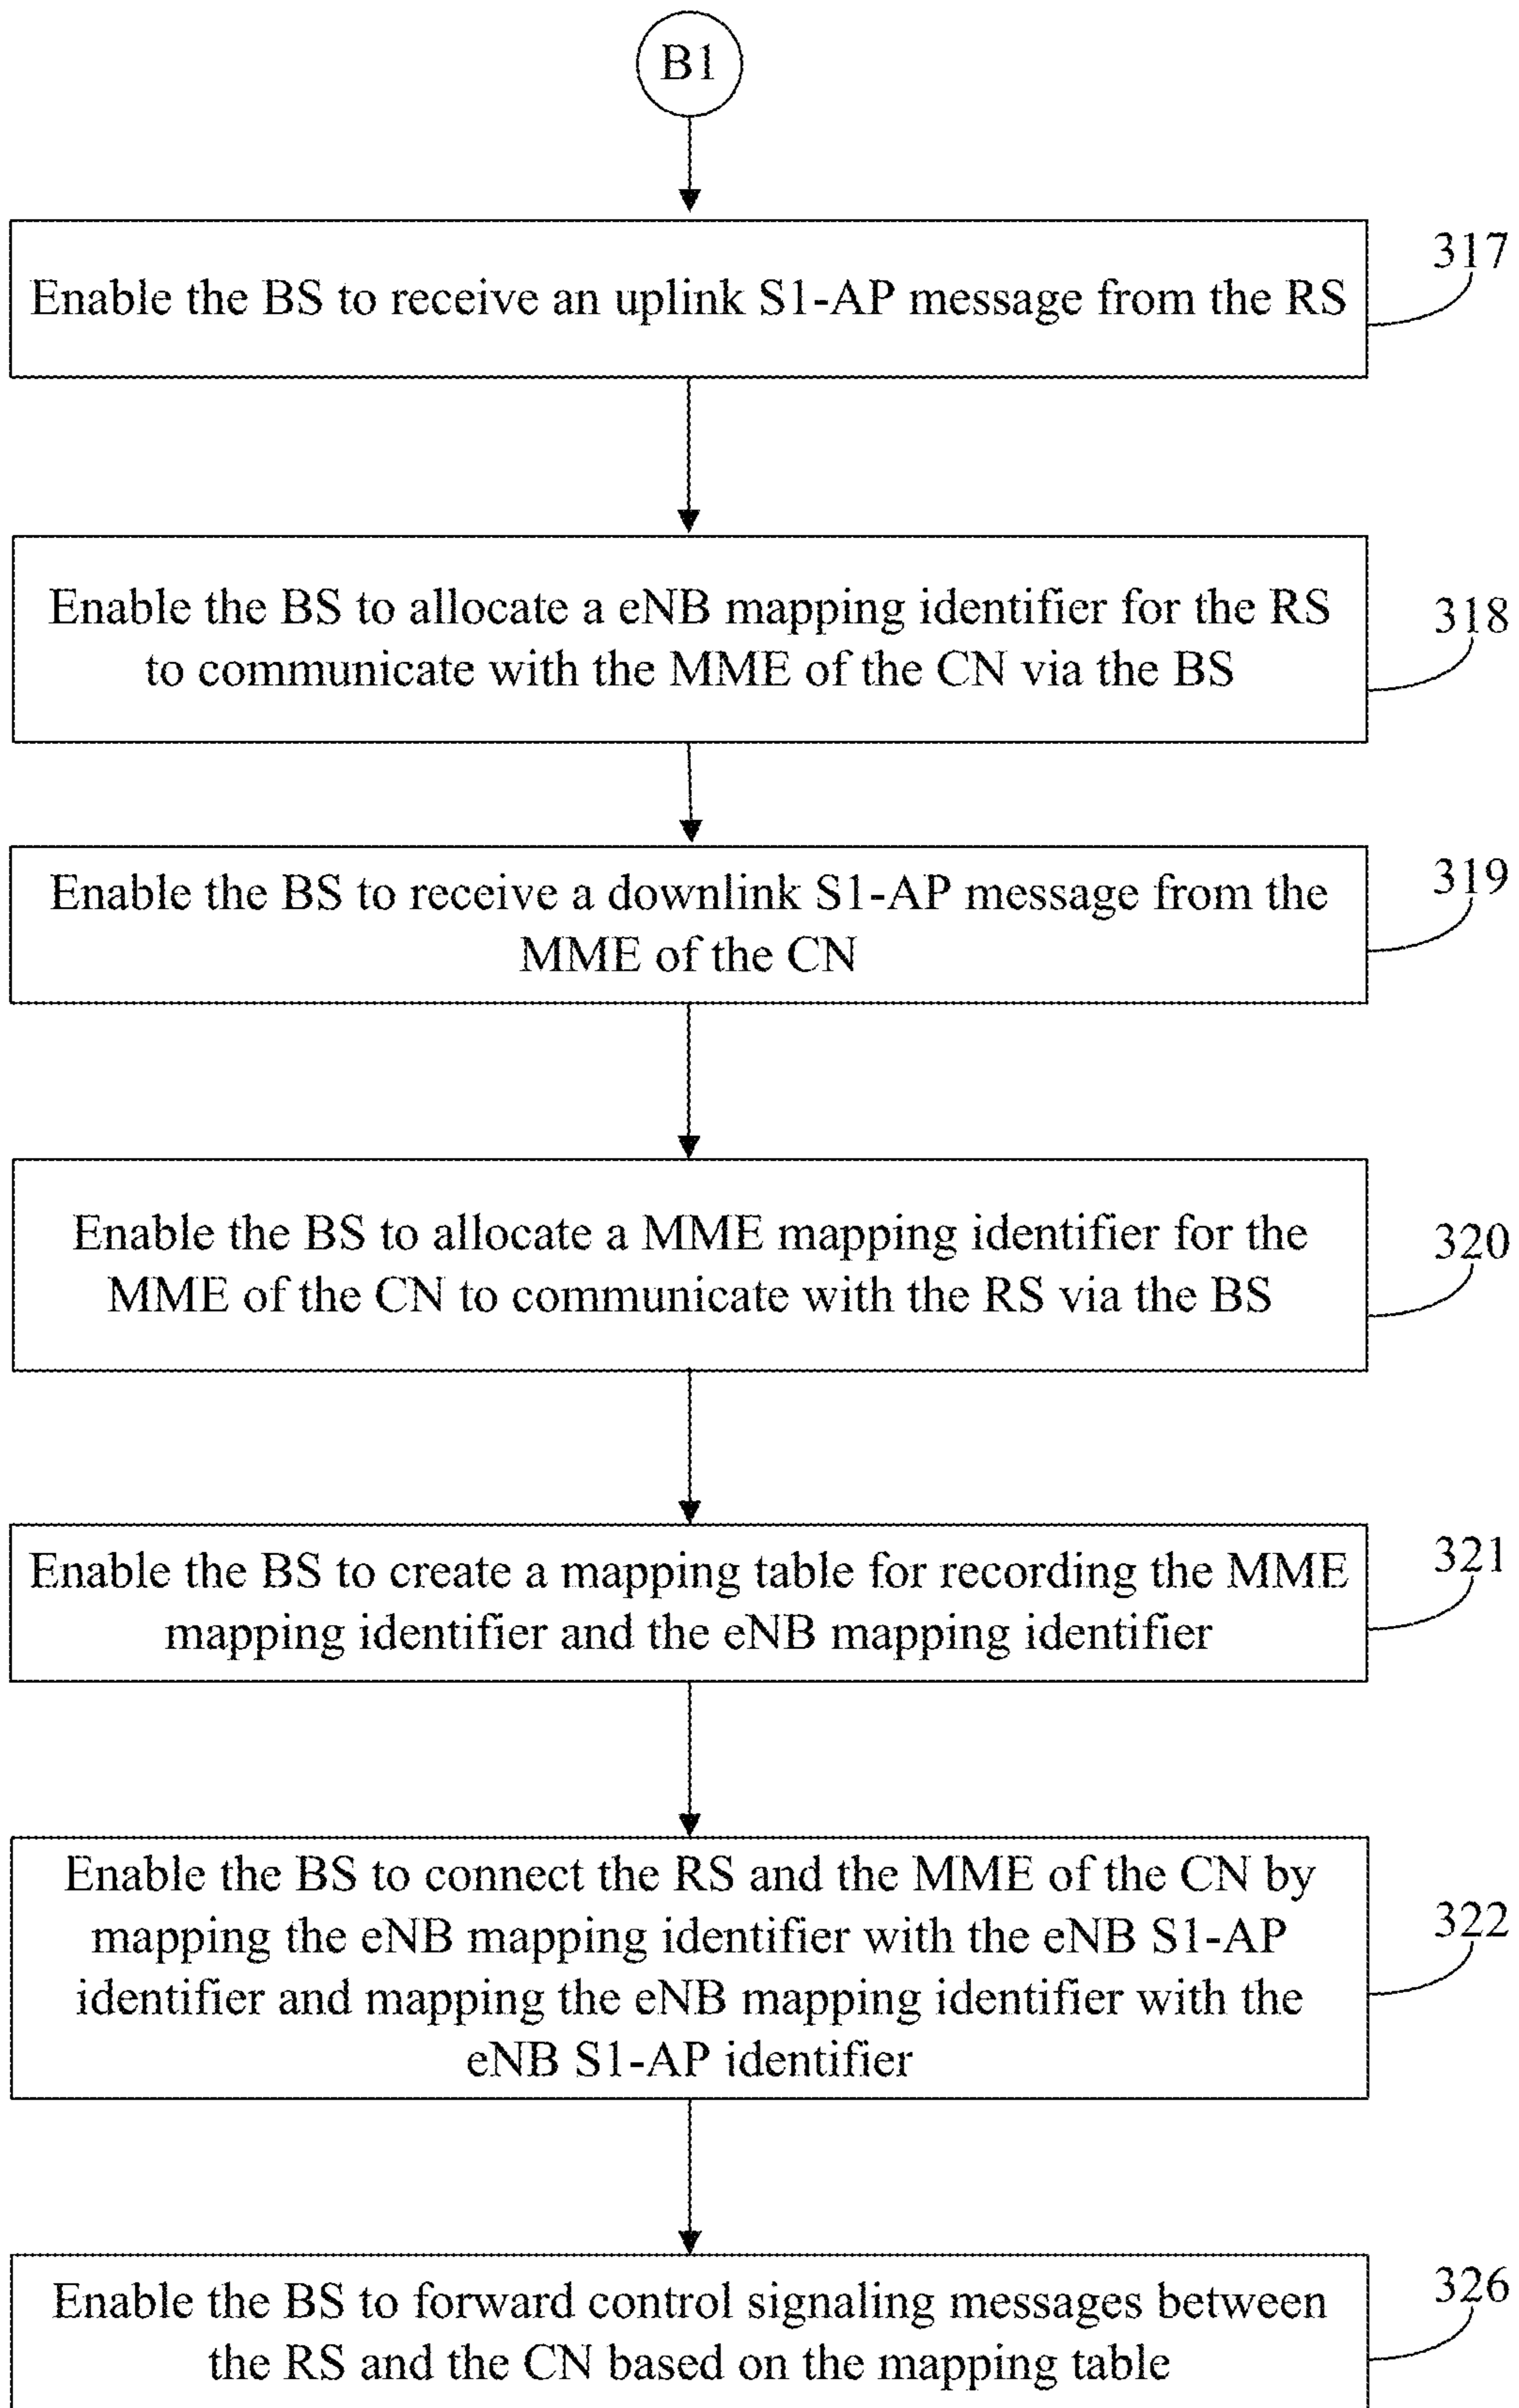 B1
Enable the BS to receive an uplink S1-AP message from the RS
317
Enable the BS to allocate a eNB mapping identifier for the RS
to communicate with the MME of the CN via the BS
318
Enable the BS to receive a downlink S1-AP message from the
MME of the CN
319
Enable the BS to allocate a MME mapping identifier for the
MME of the CN to communicate with the RS via the BS
320
Enable the BS to create a mapping table for recording the MME
mapping identifier and the eNB mapping identifier
321
Enable the BS to connect the RS and the MME of the CN by
mapping the eNB mapping identifier with the eNB S1-AP
identifier and mapping the eNB mapping identifier with the
eNB S1-AP identifier
322
Enable the BS to forward control signaling messages between
the RS and the CN based on the mapping table
326